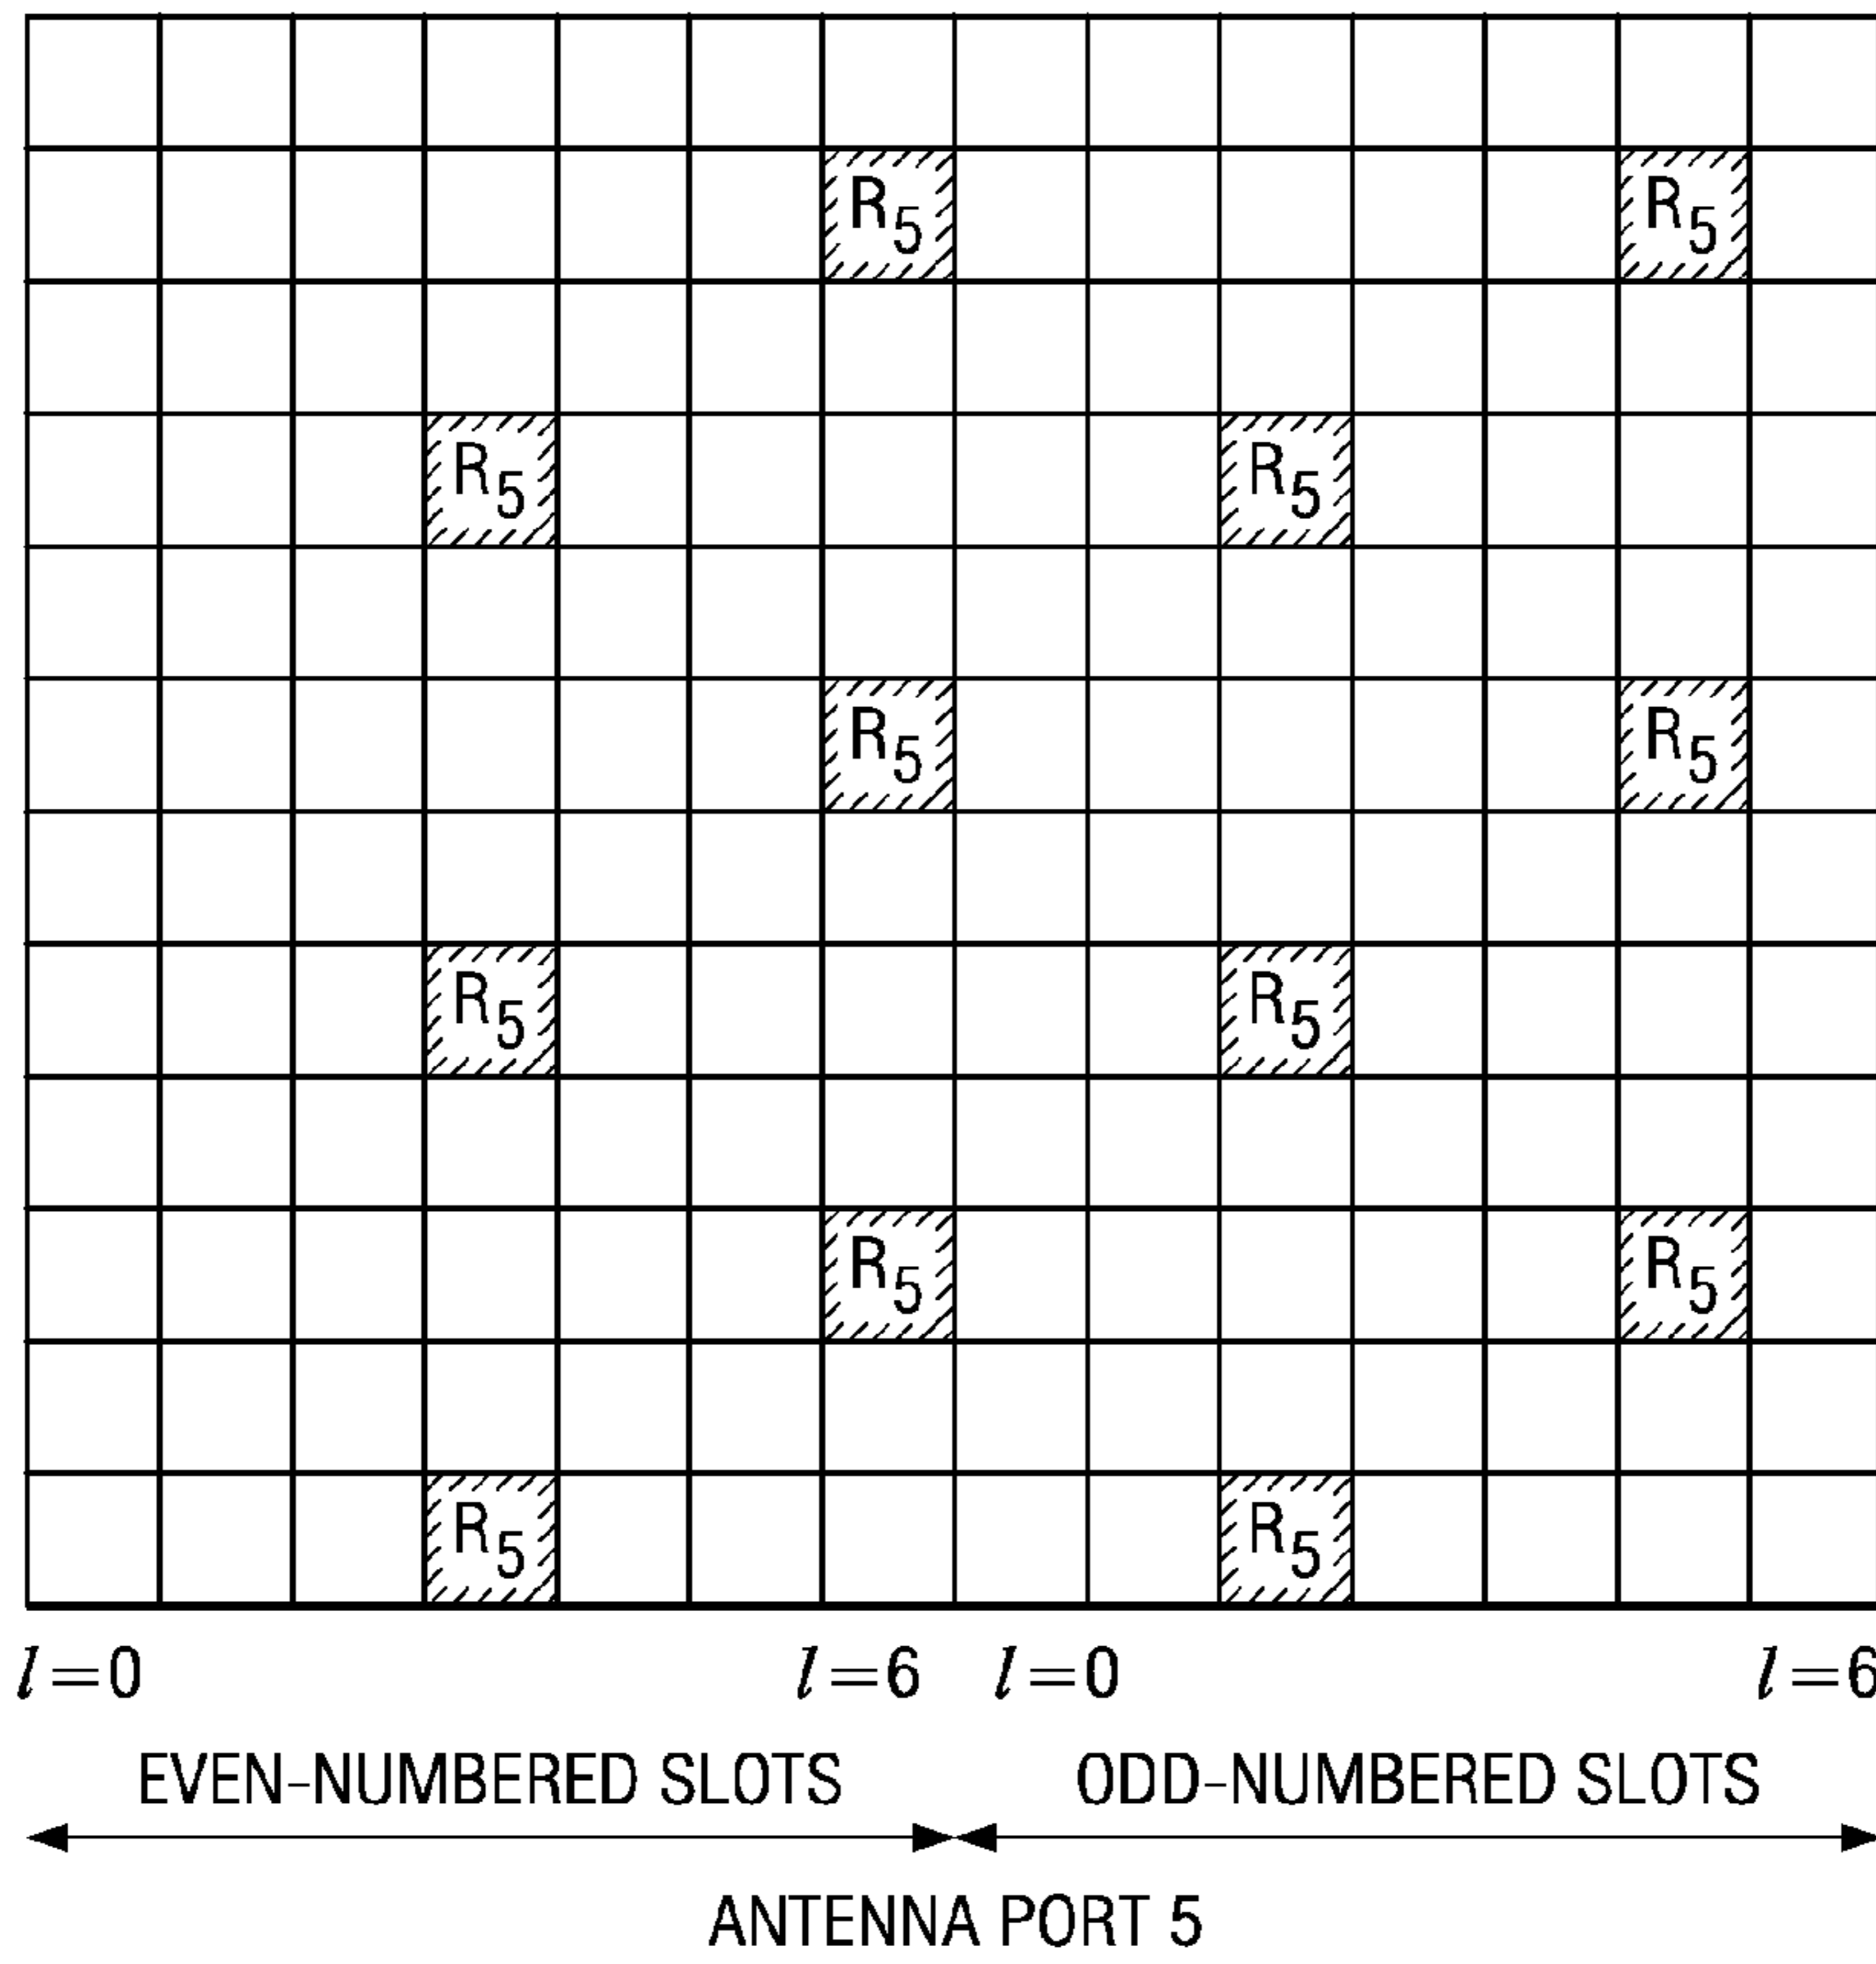 R5 R5
R5 R5
R5 R5
R5 R5
R5 R5
R5 R5
l=0 l=6 l=0 l=6
EVEN-NUMBERED SLOTS ODD-NUMBERED SLOTS
ANTENNA PORT 5